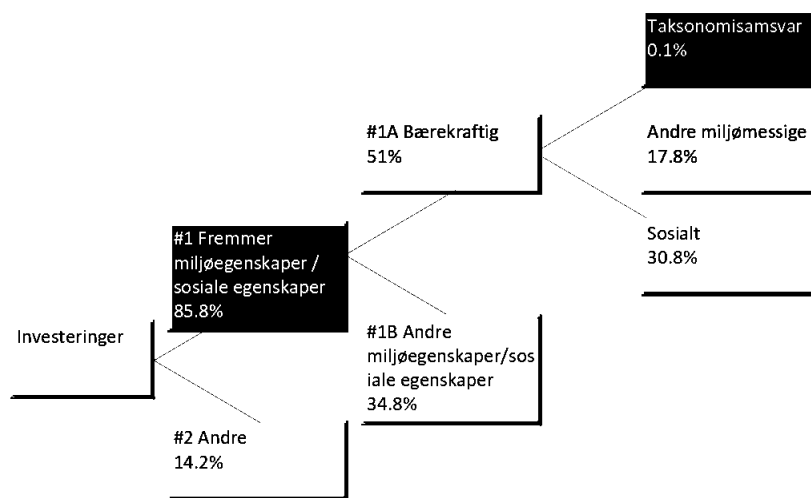 Investeringer
#1 Fremmer
miljøegenskaper /
sosiale egenskaper
85.8%
#2 Andre
14.2%
#1A Bærekraftig
51%
#1B Andre
miljøegenskaper/sos
iale egenskaper
34.8%
Taksonomisamsvar
0.1%
Andre miljømessige
17.8%
Sosialt
30.8%